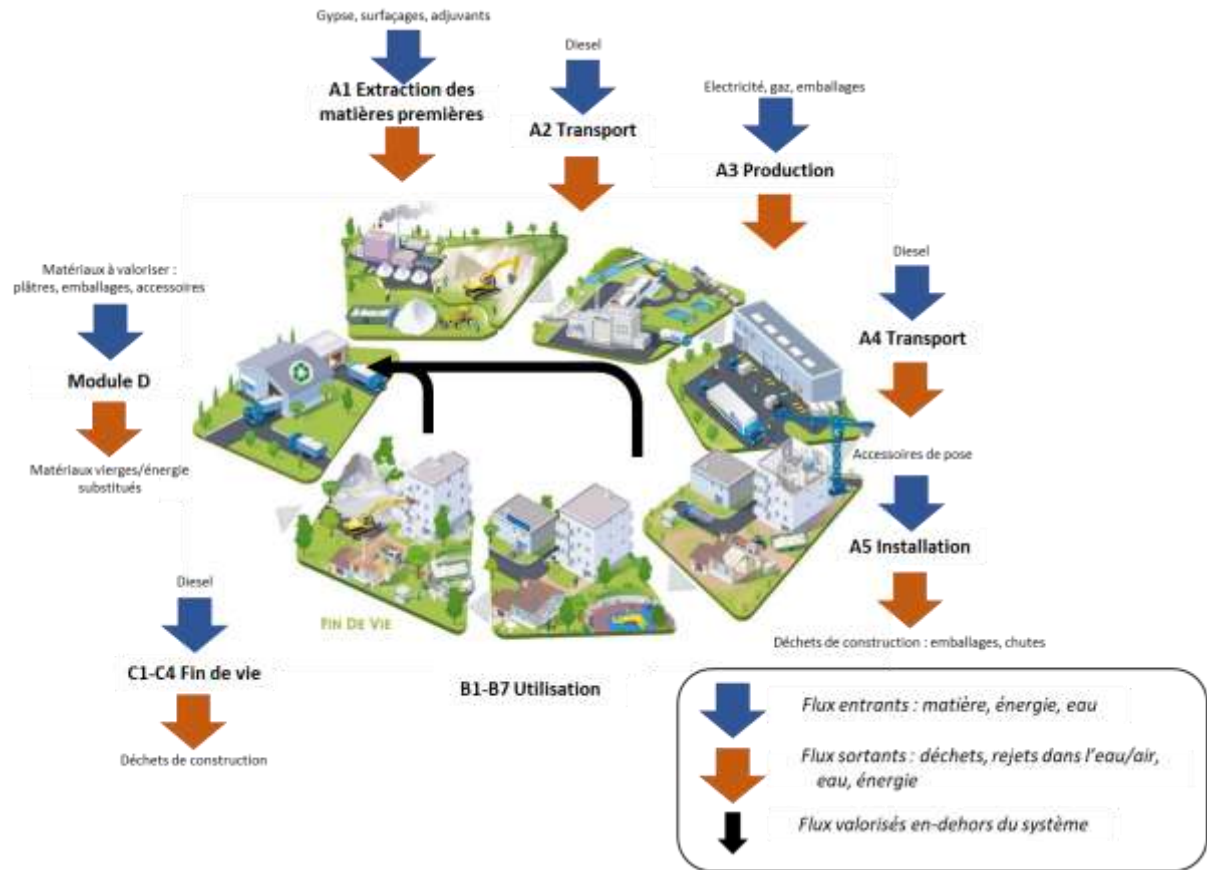 Gypse, surfaçages, adjuvants
A1 Extraction des
matières premières
Diesel
A2 Transport
Electricité, gaz, emballages
A3 Production
Diesel
A4 Transport
Accessoires de pose
A5 Installation
Déchets de construction : emballages, chutes
B1-B7 Utilisation
FIN DE VIE
Diesel
C1-C4 Fin de vie
Déchets de construction
Matériaux à valoriser :
plâtres, emballages, accessoires
Module D
Matériaux vierges/énergie
substitués
Flux entrants : matière, énergie, eau
Flux sortants : déchets, rejets dans l'eau/air,
eau, énergie
Flux valorisés en-dehors du système